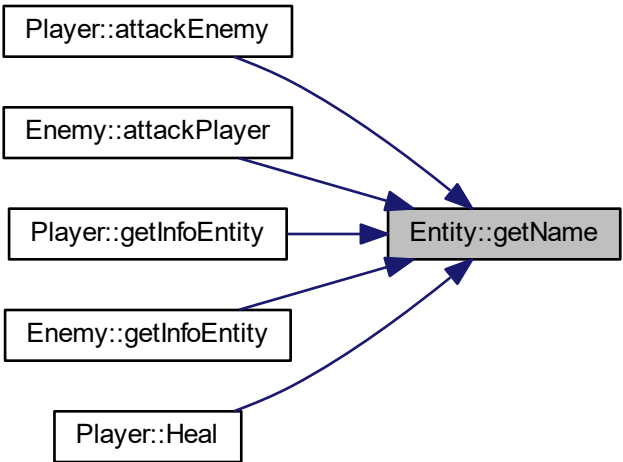 Player::attackEnemy
Enemy::attackPlayer
Player::getInfoEntity
Entity::getName
Enemy::getInfoEntity
Player::Heal